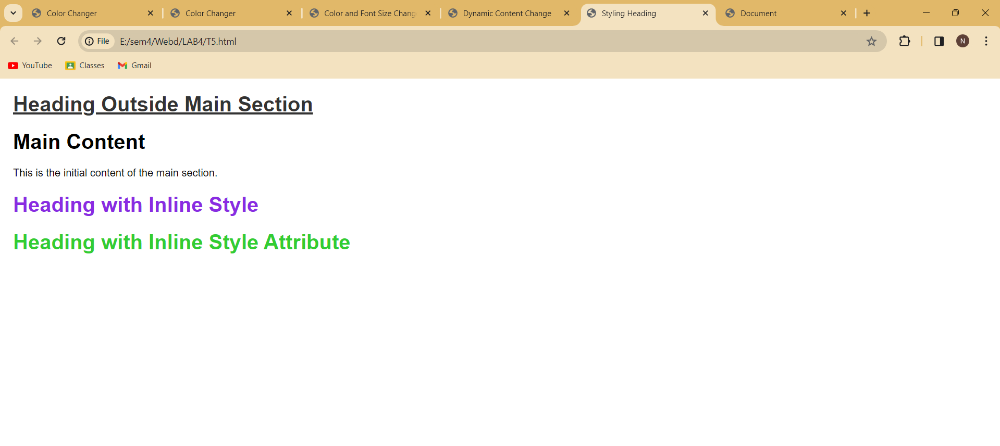 Color Changer
Color Changer
Color and Font Size Chang
Dynamic Content Change
Styling Heading
Document
File
E:/sem4/Webd/LAB4/T5.html
N
YouTube
Classes
Gmail
Heading Outside Main Section
Main Content
This is the initial content of the main section.
Heading with Inline Style
Heading with Inline Style Attribute